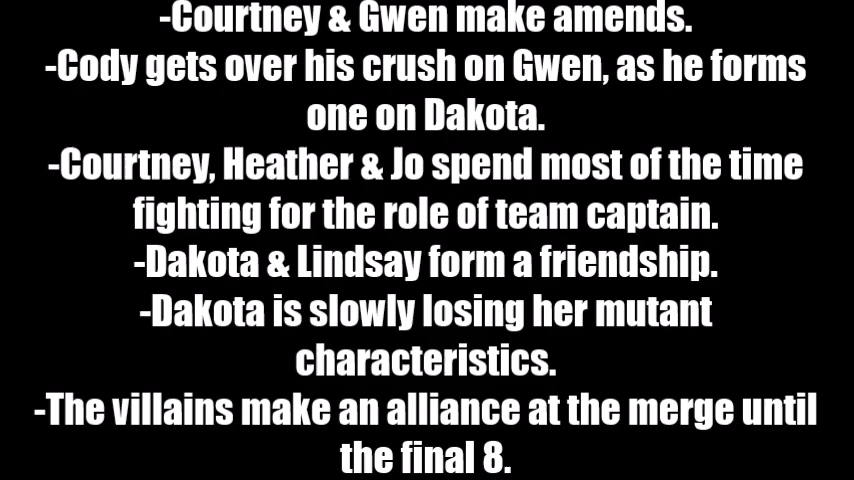 -Courtney & Gwen make amends.
-Cody gets over his crush on Gwen, as he forms
one on Dakota.
-Courtney, Heather & Jo spend most of the time
fighting for the role of team captain.
-Dakota & Lindsay form a friendship.
-Dakota is slowly losing her mutant
characteristics.
-The villains make an alliance at the merge until
the final 8.